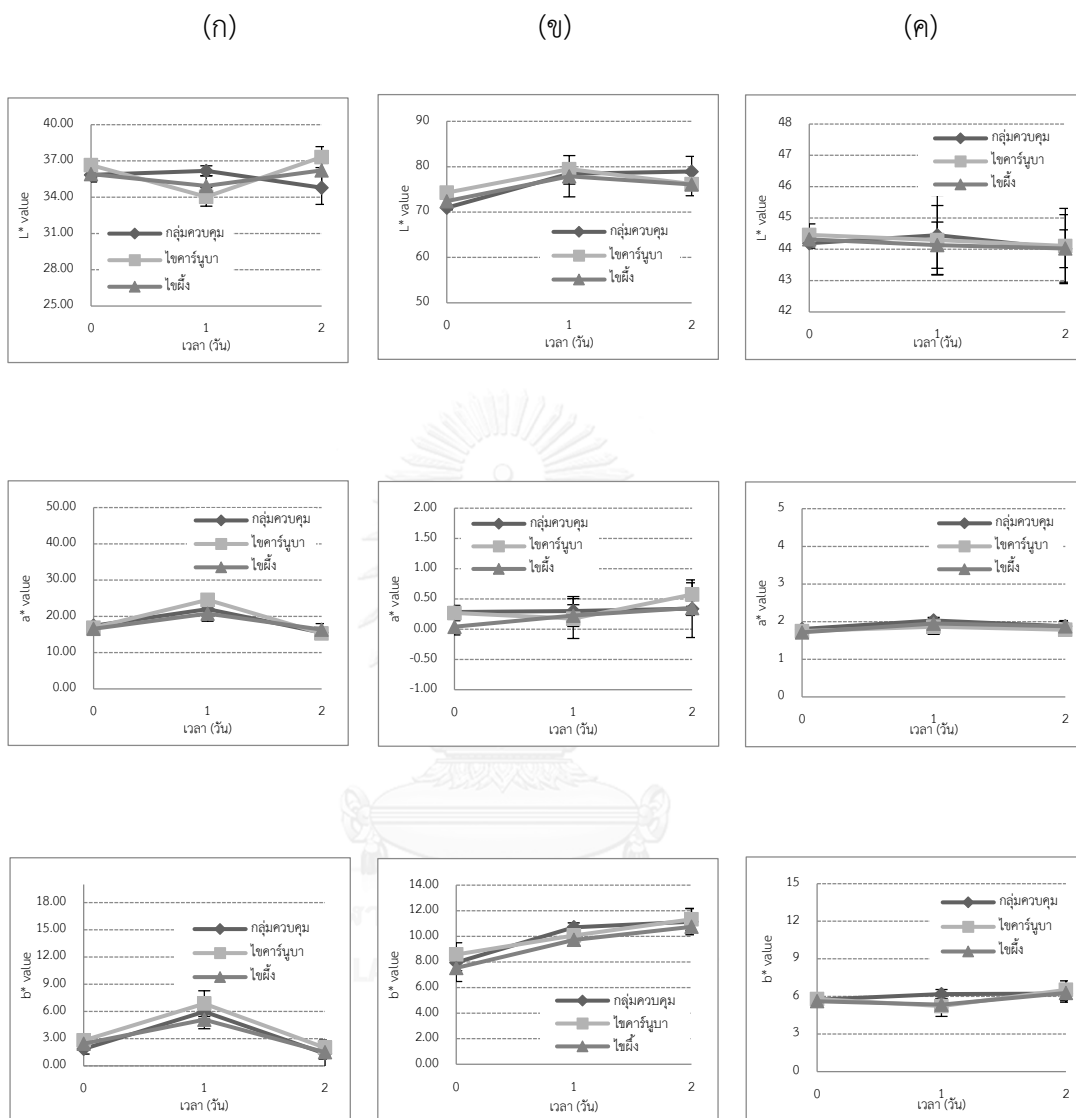 (ก) (ข) (ค)
40.00
37.00
34.00
31.00
28.00
25.00
L* value
กลุ่มควบคุม
ไขคาร์นูบา
ไขผึ้ง
0 1 2
เวลา (วัน)
90
80
70
60
50
L* value
กลุ่มควบคุม
ไขคาร์นูบา
ไขผึ้ง
0 1 2
เวลา (วัน)
48
47
46
45
44
43
42
L* value
กลุ่มควบคุม
ไขคาร์นูบา
ไขผึ้ง
0 1 2
เวลา (วัน)
50.00
40.00
30.00
20.00
10.00
0.00
a* value
กลุ่มควบคุม
ไขคาร์นูบา
ไขผึ้ง
0 1 2
เวลา (วัน)
2.00
1.50
1.00
0.50
0.00
-0.50
-1.00
a* value
กลุ่มควบคุม
ไขคาร์นูบา
ไขผึ้ง
0 1 2
เวลา (วัน)
5
4
3
2
1
0
a* value
กลุ่มควบคุม
ไขคาร์นูบา
ไขผึ้ง
0 1 2
เวลา (วัน)
18.00
15.00
12.00
9.00
6.00
3.00
0.00
b* value
กลุ่มควบคุม
ไขคาร์นูบา
ไขผึ้ง
0 1 2
เวลา (วัน)
14.00
12.00
10.00
8.00
6.00
4.00
2.00
0.00
b* value
กลุ่มควบคุม
ไขคาร์นูบา
ไขผึ้ง
0 1 2
เวลา (วัน)
15
12
9
6
3
0
b* value
กลุ่มควบคุม
ไขคาร์นูบา
ไขผึ้ง
0 1 2
เวลา (วัน)